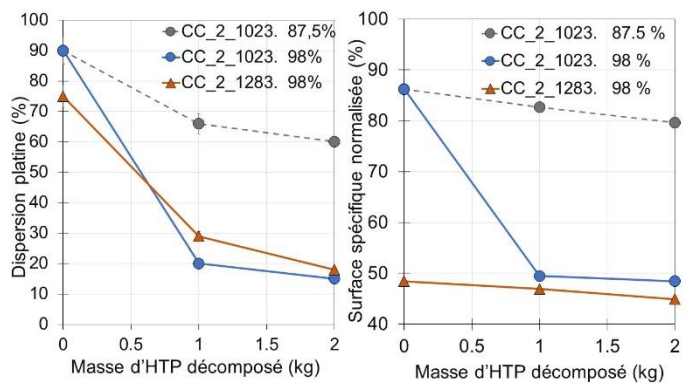 CC_2_1023. 87,5%
CC_2_1023. 98%
CC_2_1283. 98%
Dispersion platine (%)
100
90
80
70
60
50
40
30
20
10
0
0 0.5 1 1.5 2
Masse d'HTP décomposé (kg)
CC_2_1023. 87.5 %
CC_2_1023. 98 %
CC_2_1283. 98 %
Surface spécifique normalisée (%)
100
90
80
70
60
50
40
0 0.5 1 1.5 2
Masse d'HTP décomposé (kg)